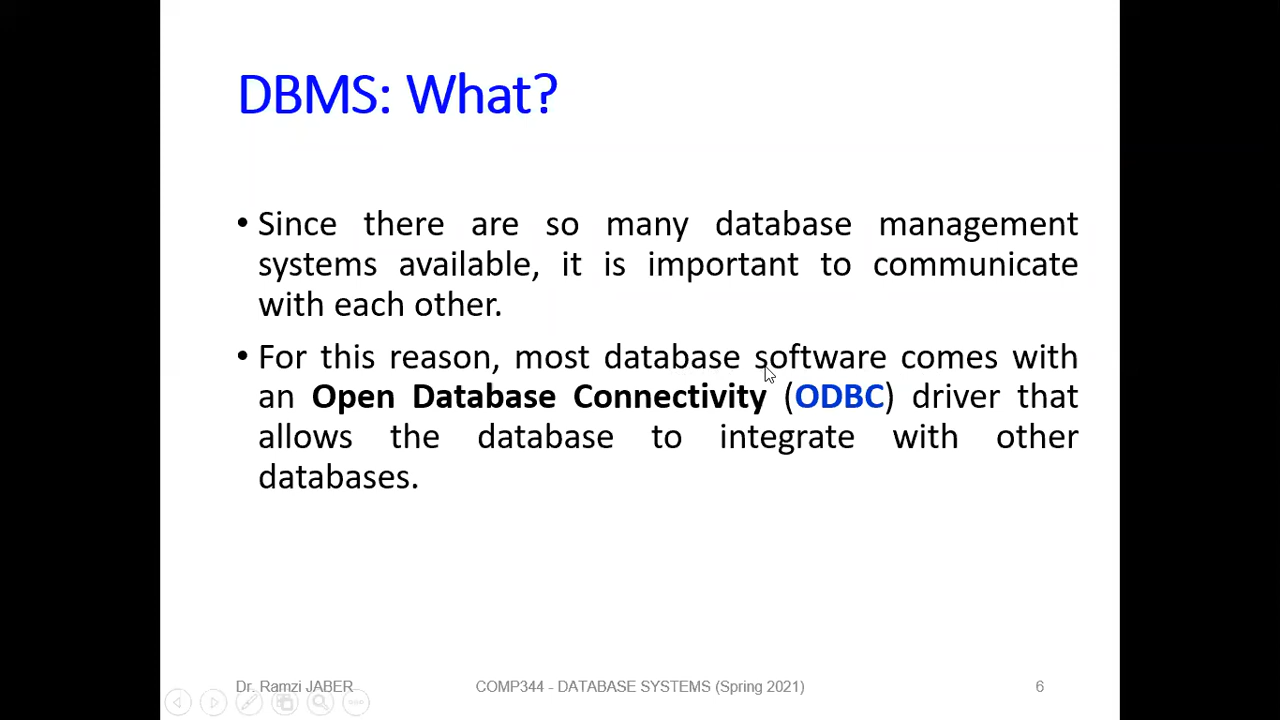 DBMS: What?
• Since there are so many database management
systems available, it is important to communicate
with each other.
• For this reason, most database software comes with
an Open Database Connectivity (ODBC) driver that
allows the database to integrate with other
databases.
Dr. Ramzi JABER COMP344 - DATABASE SYSTEMS (Spring 2021) 6